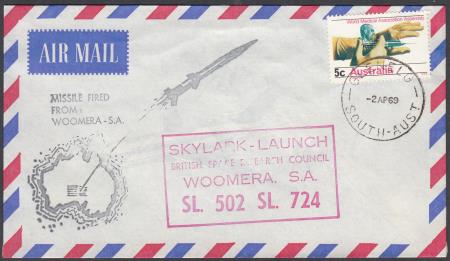 AIR MAIL
World Medical Association Assembly
5c Australia
GLENELG
-2AP69
SOUTH-AUST
MISSILE FIRED
FROM:
WOOMERA-S.A.
SKYLARK-LAUNCH
BRITISH SPACE RESEARCH COUNCIL
WOOMERA, S.A.
SL. 502 SL. 724